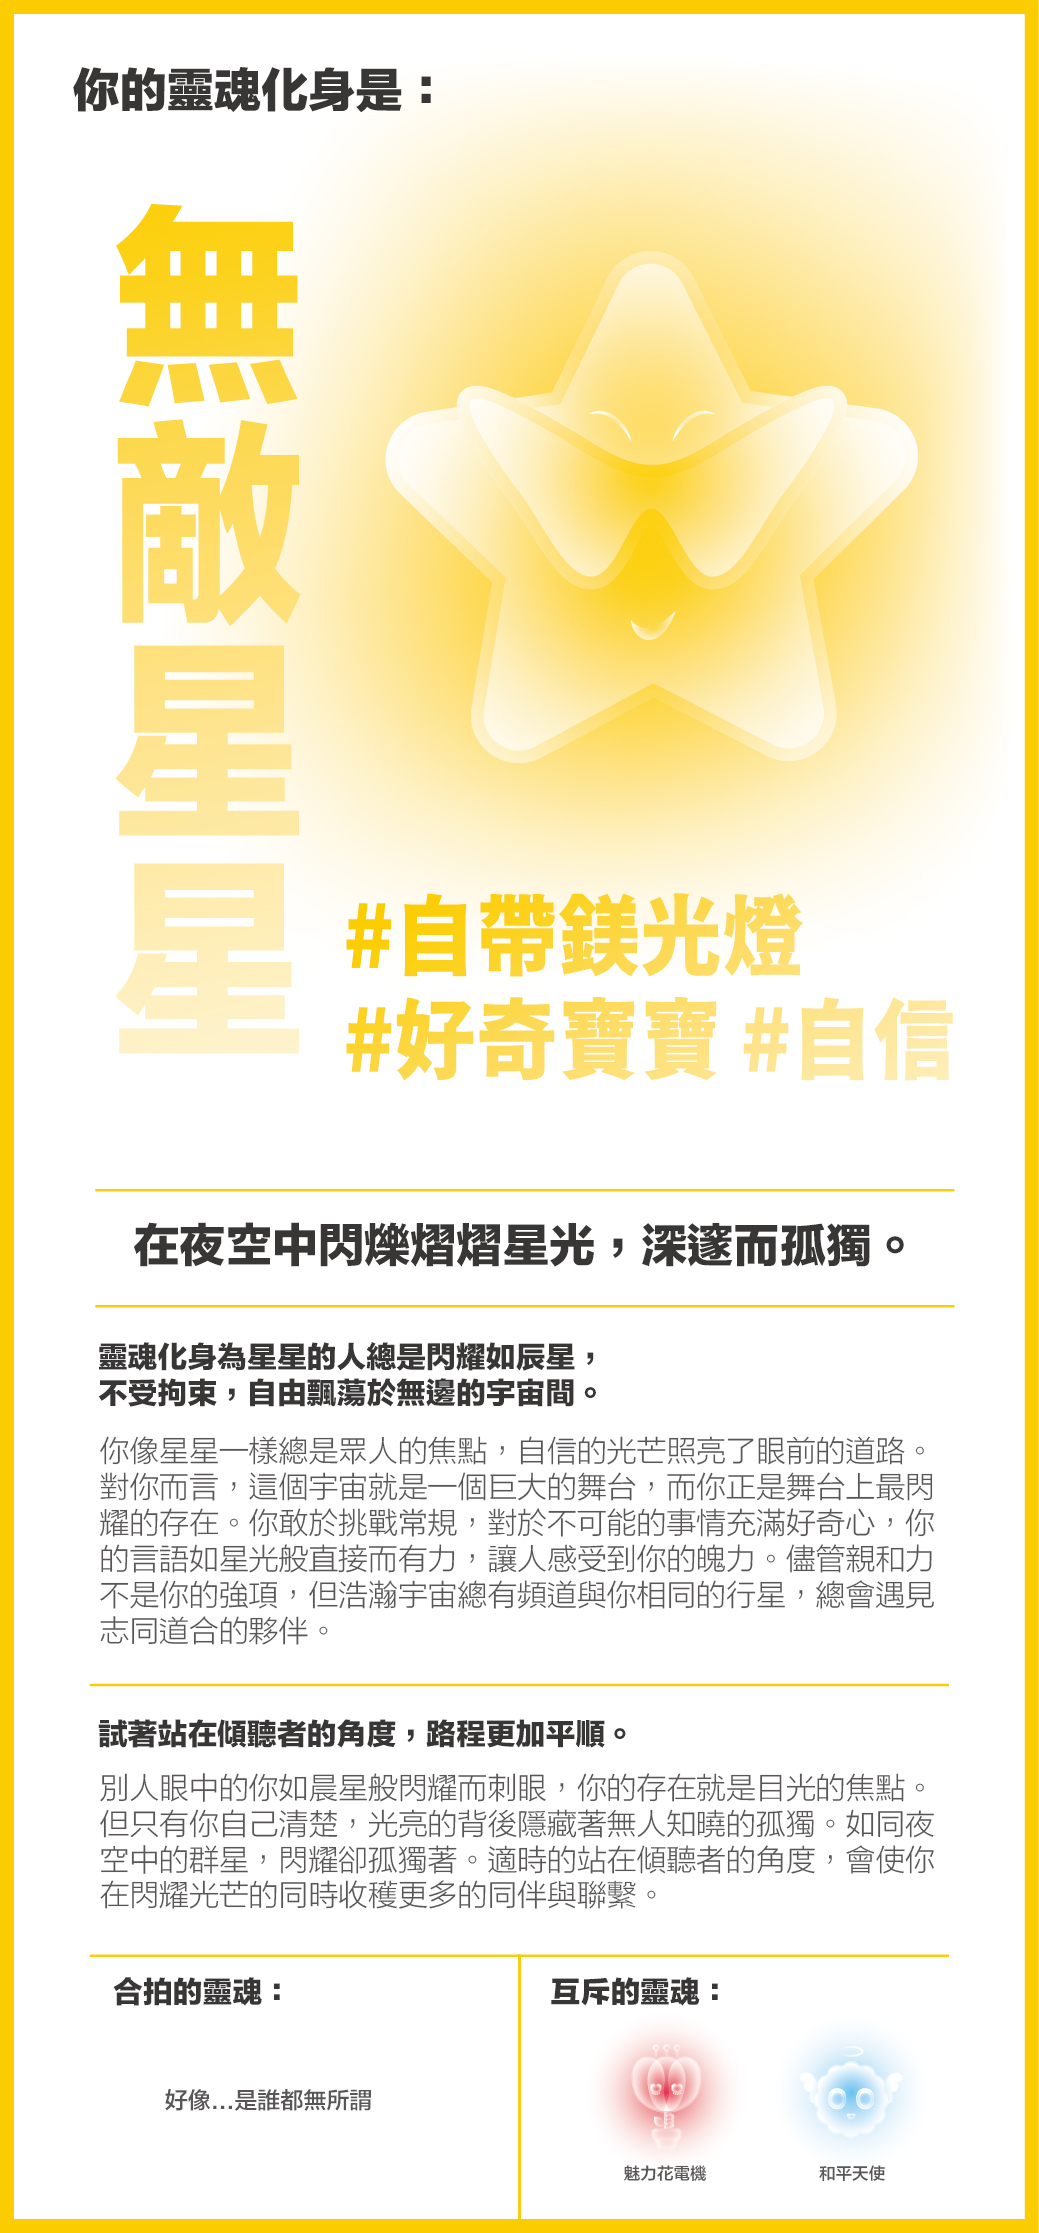 你的靈魂化身是：
無敵星星
#自帶鎂光燈
#好奇寶寶 #自信
在夜空中閃爍熠熠星光，深邃而孤獨。
靈魂化身為星星的人總是閃耀如辰星，
不受拘束，自由飄蕩於無邊的宇宙間。
你像星星一樣總是眾人的焦點，自信的光芒照亮了眼前的道路。
對你而言，這個宇宙就是一個巨大的舞台，而你正是舞台上最閃
耀的存在。你敢於挑戰常規，對於不可能的事情充滿好奇心，你
的言語如星光般直接而有力，讓人感受到你的魄力。儘管親和力
不是你的強項，但浩瀚宇宙總有頻道與你相同的行星，總會遇見
志同道合的夥伴。
試著站在傾聽者的角度，路程更加平順。
別人眼中的你如晨星般閃耀而刺眼，你的存在就是目光的焦點。
但只有你自己清楚，光亮的背後隱藏著無人知曉的孤獨。如同夜
空中的群星，閃耀卻孤獨著。適時的站在傾聽者的角度，會使你
在閃耀光芒的同時收穫更多的同伴與聯繫。
合拍的靈魂：
好像...是誰都無所謂
互斥的靈魂：
魅力花電機
和平天使